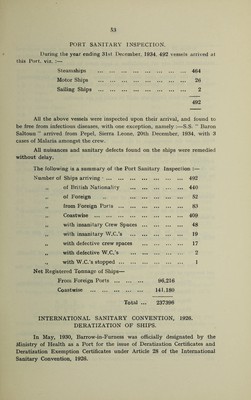 53
PORT SANITARY INSPECTION.
During the year ending 31st December, 1934, 492 vessels arrived at
this Port, viz. :—
Steamships ... ... ... ... ... ... ... 464
Motor Ships ... ... ... ... ... ... ... 26
Sailing Ships ... ... ... ... ... ... ... 2
492
All the above vessels were inspected upon their arrival, and found to
be free from infectious diseases, with one exception, namely :—S.S. " Baron
Saltoun " arrived from Pepel, Sierra Leone, 20th December, 1934, with 3
cases of Malaria amongst the crew.
All nuisances and sanitary defects found on the ships were remedied
without delay.
The following is a summary of the Port Sanitary Inspection :—
Number of Ships arriving : ... ... ... ... ... ... 492
„ of British Nationality ... ... ... ... 440
„ of Foreign .. ... ... ... ... ... 52
„ from Foreign Ports ... ... ... ... ... 83
„ Coastwise ... ... ... ... ... ... ... 409
„ with insanitary Crew Spaces ... ... ... 48
„ with insanitary W.C.'s ... ... ... ... 19
„ with defective crew spaces ... ... ... 17
„ with defective W.C.'s ... ... ... ... 2
„ with W.C.'s stopped ... ... ... ... ... 1
Net Registered Tonnage of Ships—
From Foreign Ports ... ... ... 96,216
Coastwise ... ... ... ... ... 141,180
Total ... 237396
INTERNATIONAL SANITARY CONVENTION, 1926.
DERATIZATION OF SHIPS.
In May, 1930, Barrow-in-Furness was officially designated by the
Ministry of Health as a Port for the issue of Deratization Certificates and
Deratization Exemption Certificates under Article 28 of the International
Sanitary Convention, 1926.